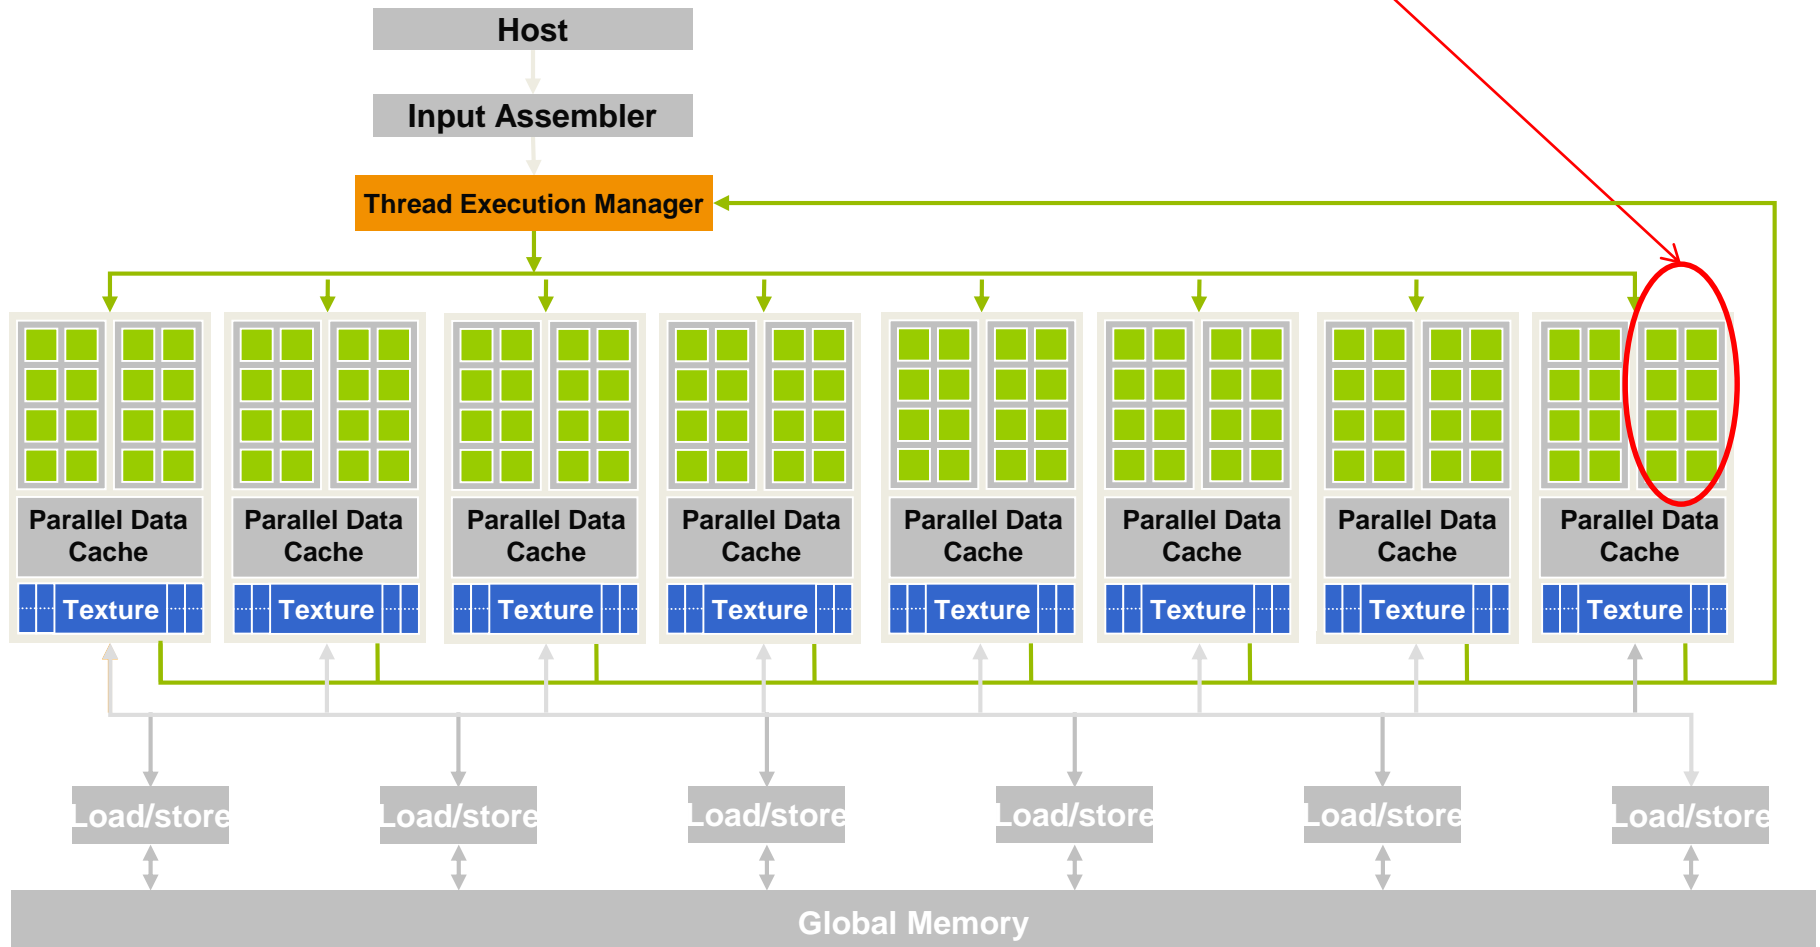 Host
Input Assembler
Thread Execution Manager
Parallel Data
Cache
Parallel Data
Cache
Parallel Data
Cache
Parallel Data
Cache
Parallel Data
Cache
Parallel Data
Cache
Parallel Data
Cache
Parallel Data
Cache
Texture
Texture
Texture
Texture
Texture
Texture
Texture
Texture
Load/store
Load/store
Load/store
Load/store
Load/store
Load/store
Global Memory